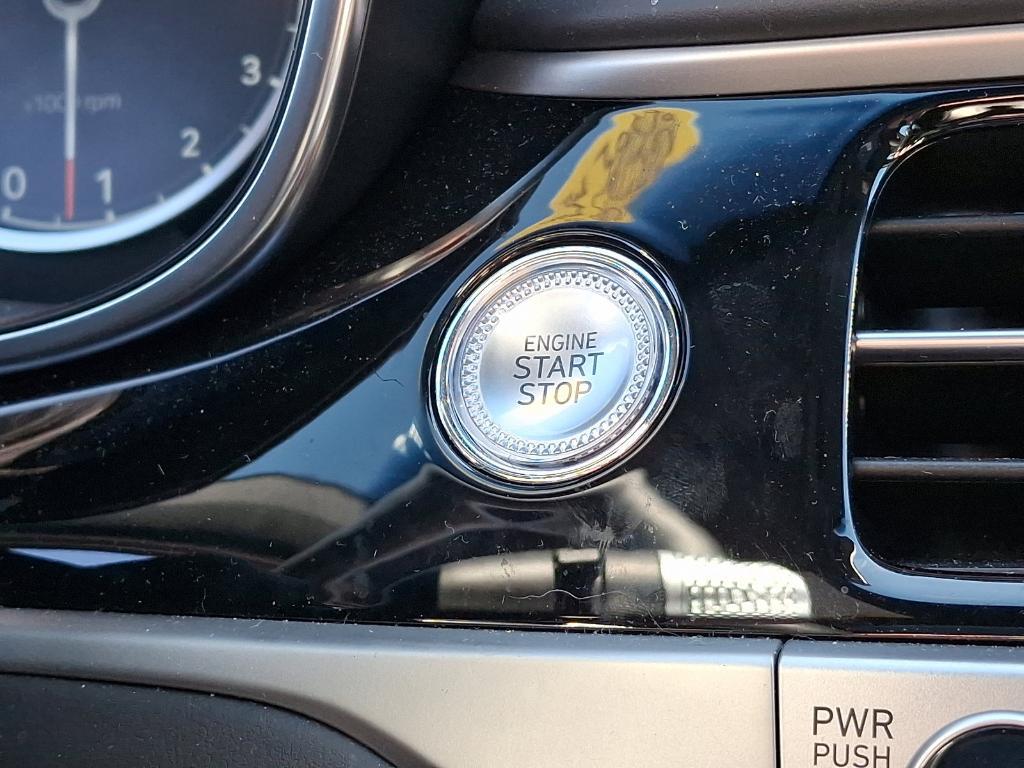 3
x1000 rpm
2
0
1
ENGINE
START
STOP
PWR
PUSH